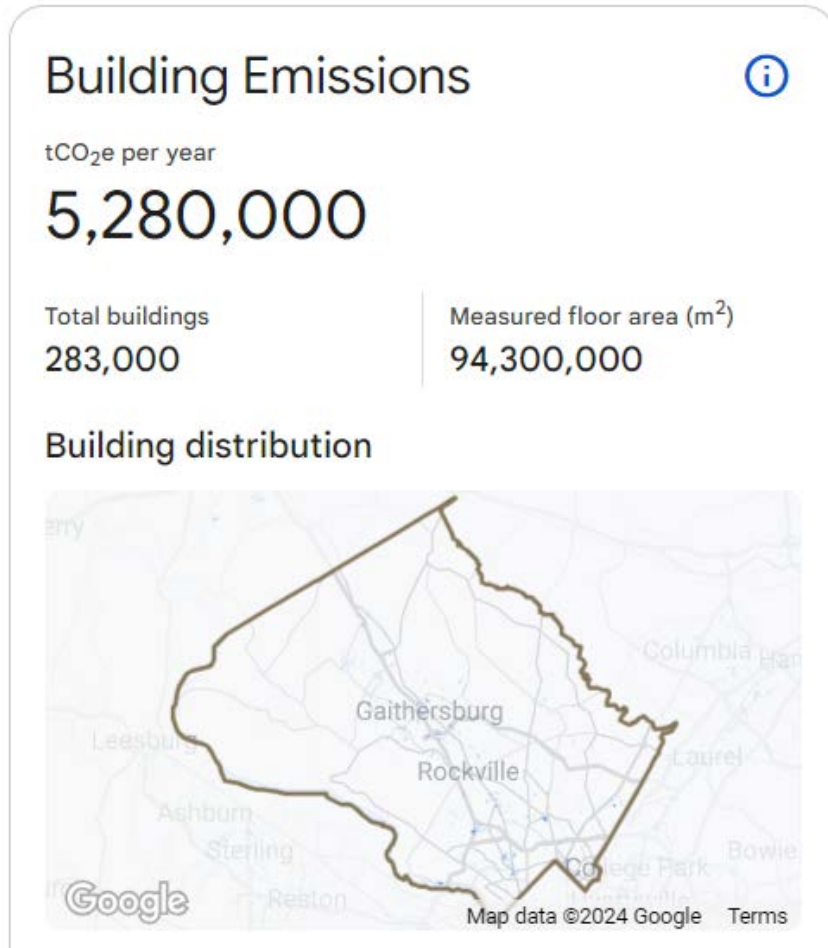 Building Emissions
tCO₂e per year
5,280,000
Total buildings
283,000
Measured floor area (m²)
94,300,000
Building distribution
erry
Columbia
Gaithersburg
Leesburg
Laurel
Rockville
Ashburn
Sterling
College Park
Bowie
Reston
Google
Map data ©2024 Google
Terms